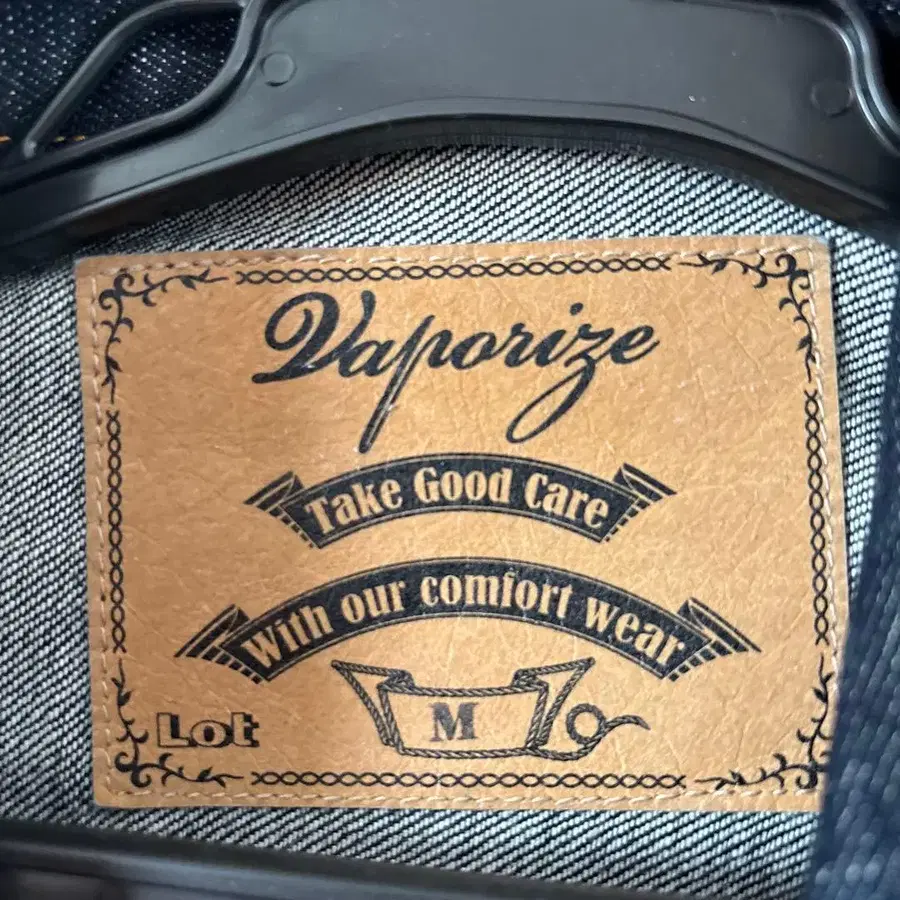 Vaporize
Take Good Care
With our comfort wear
Lot M